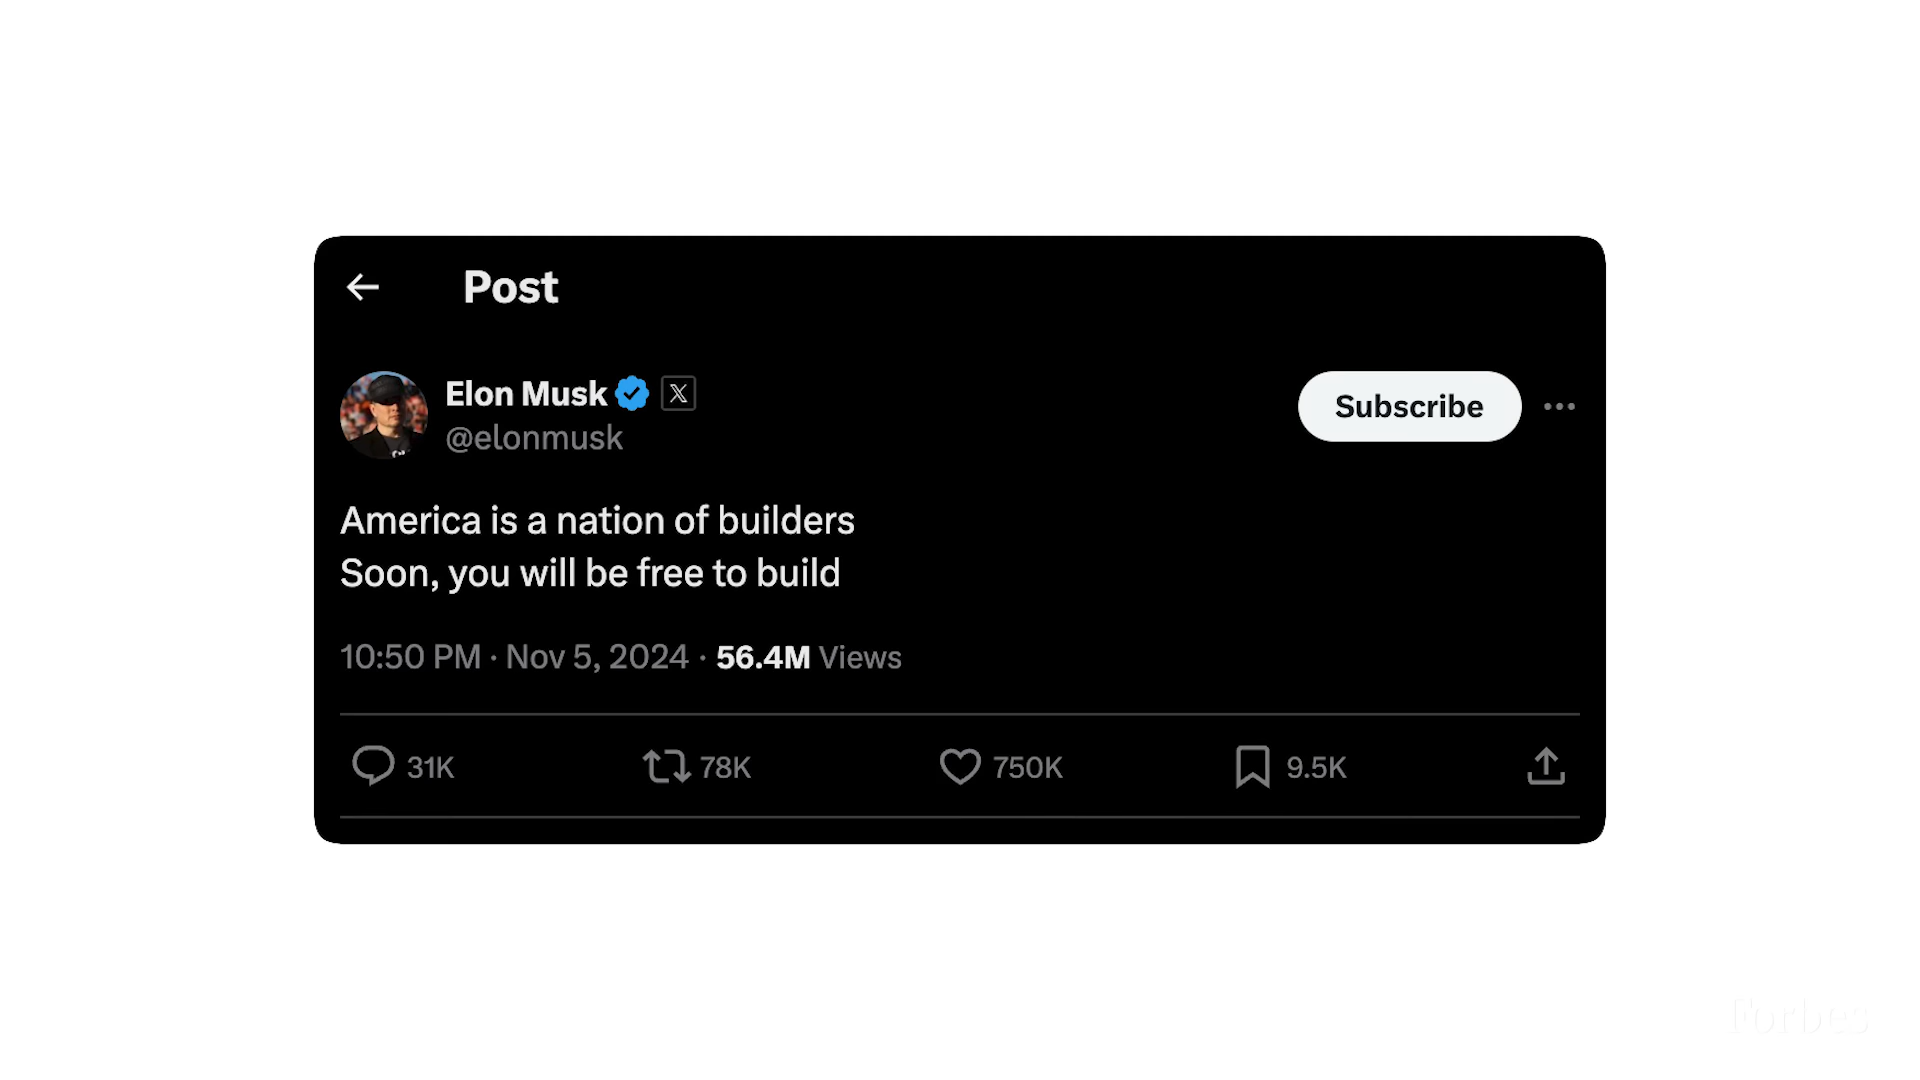 Post
Elon Musk
@elonmusk
Subscribe
America is a nation of builders
Soon, you will be free to build
10:50 PM · Nov 5, 2024 · 56.4M Views
31K
78K
750K
9.5K
Forbes